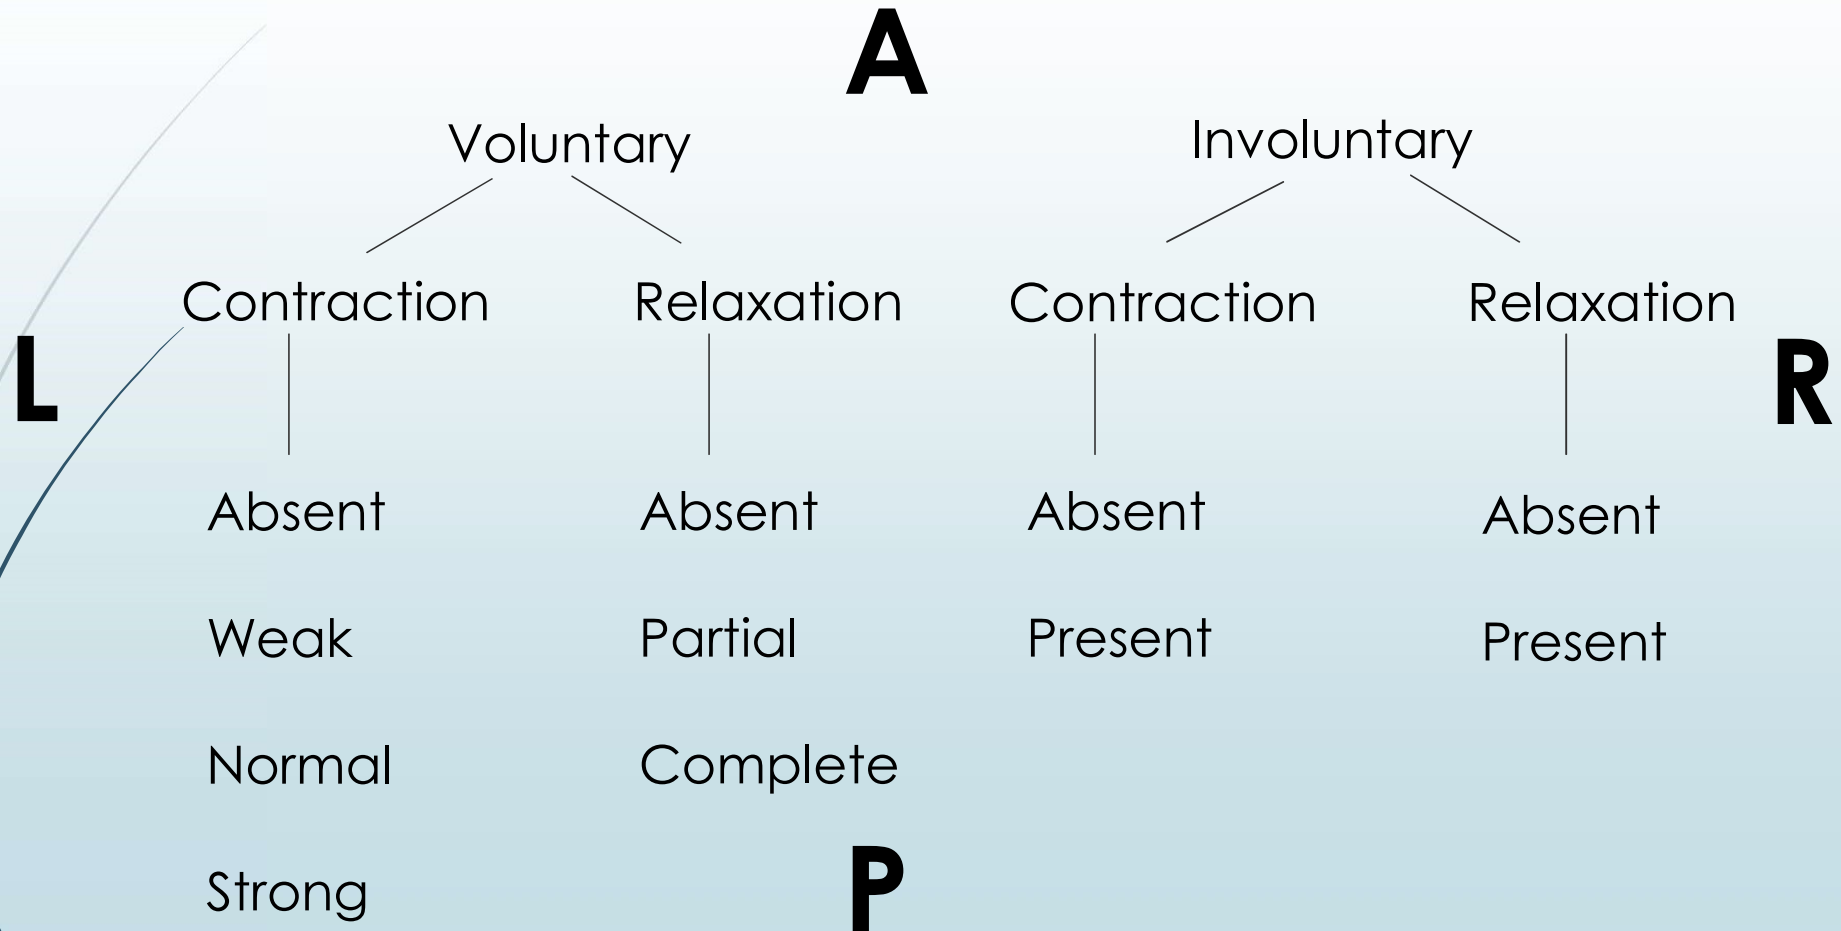 A
Voluntary Involuntary
Contraction Relaxation Contraction Relaxation
L R
Absent Absent Absent Absent
Weak Partial Present Present
Normal Complete
P
Strong